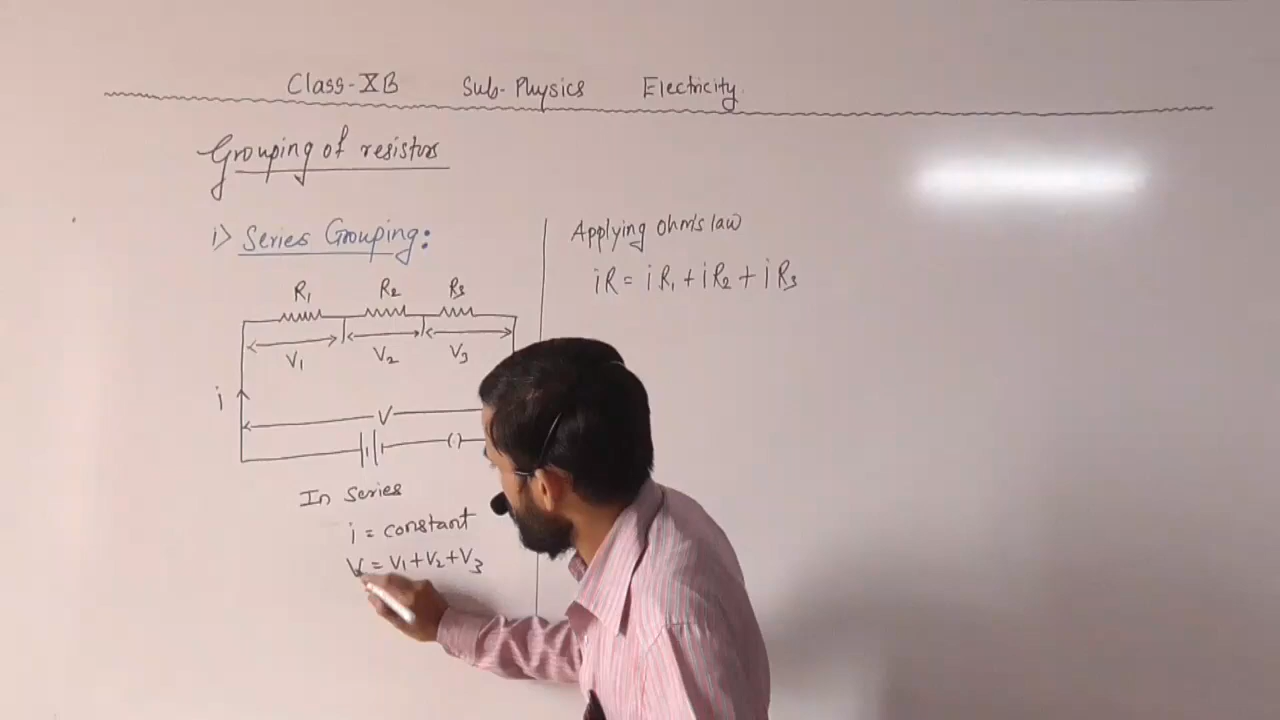 Class-XB Sub-Physics Electricity.
Grouping of resistors
i> Series Grouping:
R₁ R₂ R₃
V₁ V₂ V₃
i
V
In Series
i = constant
V = V₁+V₂+V₃
Applying ohm's law
iR = iR₁ + iR₂ + iR₃